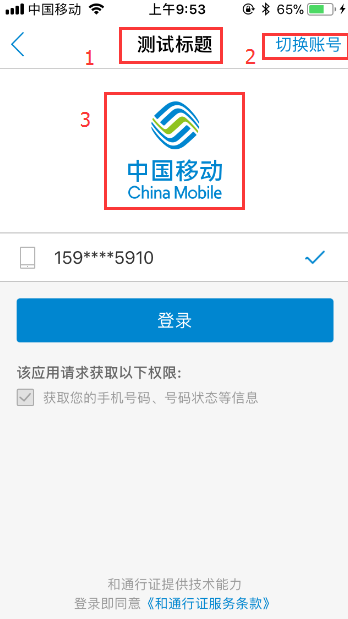 中国移动 上午9:53 65%
1 测试标题 2 切换账号
3
中国移动
China Mobile
159****5910
登录
该应用请求获取以下权限:
获取您的手机号码、号码状态等信息
和通行证提供技术能力
登录即同意《和通行证服务条款》